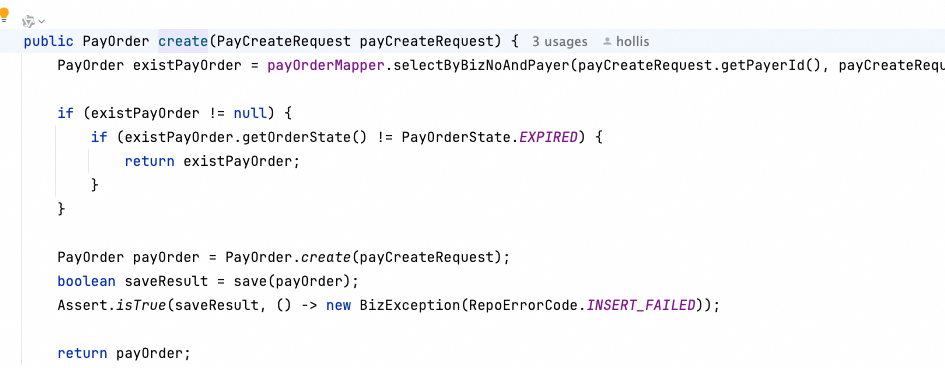 public PayOrder create(PayCreateRequest payCreateRequest) { 3 usages hollis
PayOrder existPayOrder = payOrderMapper.selectByBizNoAndPayer(payCreateRequest.getPayerId(), payCreateRequ
if (existPayOrder != null) {
if (existPayOrder.getOrderState() != PayOrderState.EXPIRED) {
return existPayOrder;
}
}
PayOrder payOrder = PayOrder.create(payCreateRequest);
boolean saveResult = save(payOrder);
Assert.isTrue(saveResult, () -> new BizException(RepoErrorCode.INSERT_FAILED));
return payOrder;